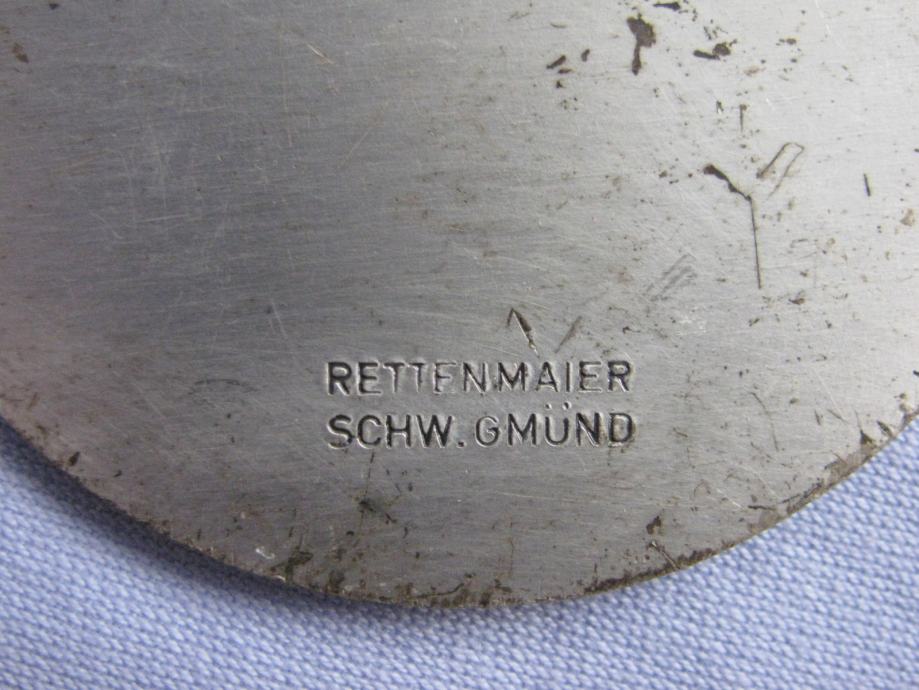 RETTENMAIER
SCHW. GMÜND